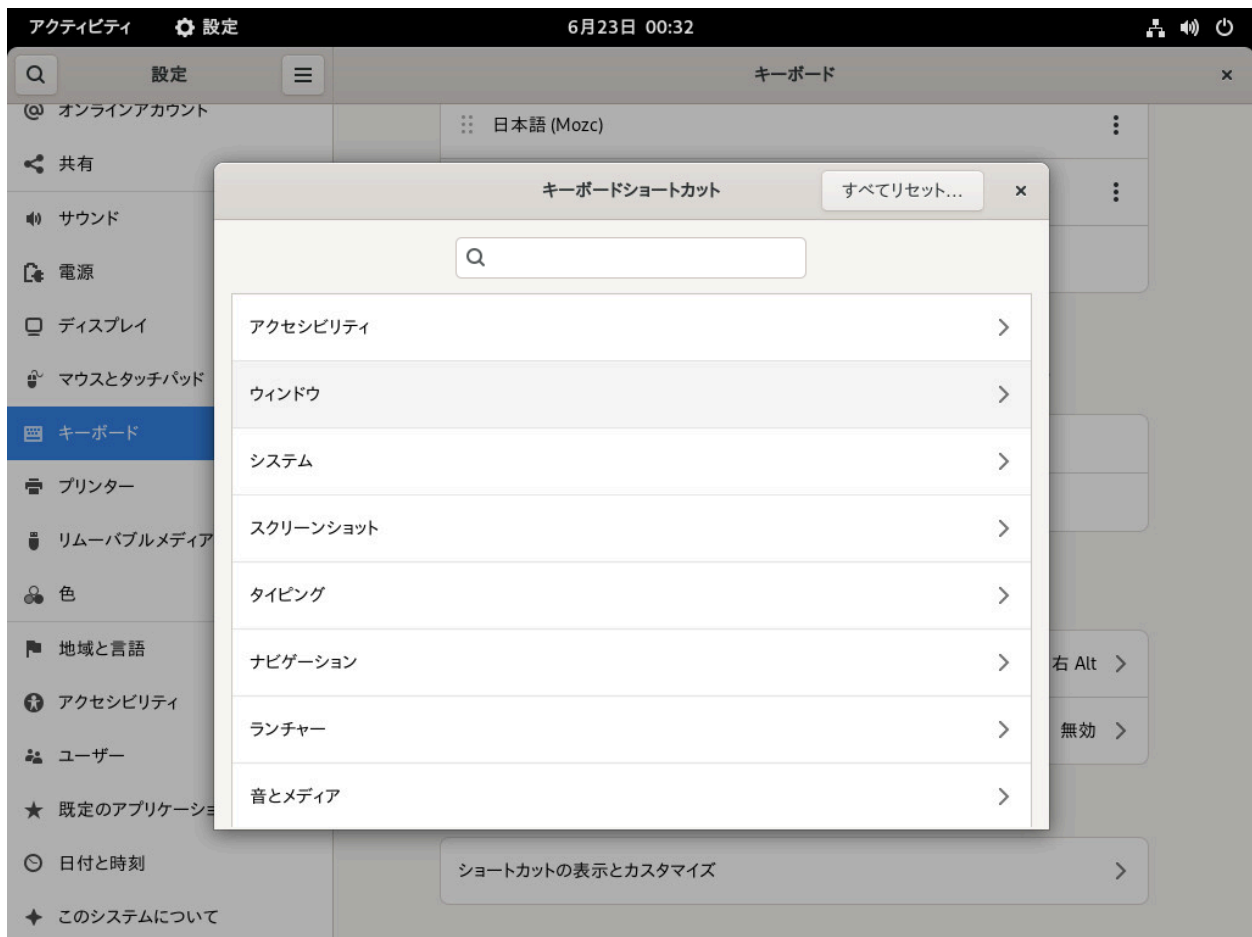 アクティビティ 設定 6月23日 00:32
設定 キーボード
オンラインアカウント
共有
サウンド
電源
ディスプレイ
マウスとタッチパッド
キーボード
プリンター
リムーバブルメディア
色
地域と言語
アクセシビリティ
ユーザー
既定のアプリケーショ
日付と時刻
このシステムについて
日本語 (Mozc)
キーボードショートカット すべてリセット...
アクセシビリティ
ウィンドウ
システム
スクリーンショット
タイピング
ナビゲーション
ランチャー
音とメディア
右 Alt
無効
ショートカットの表示とカスタマイズ